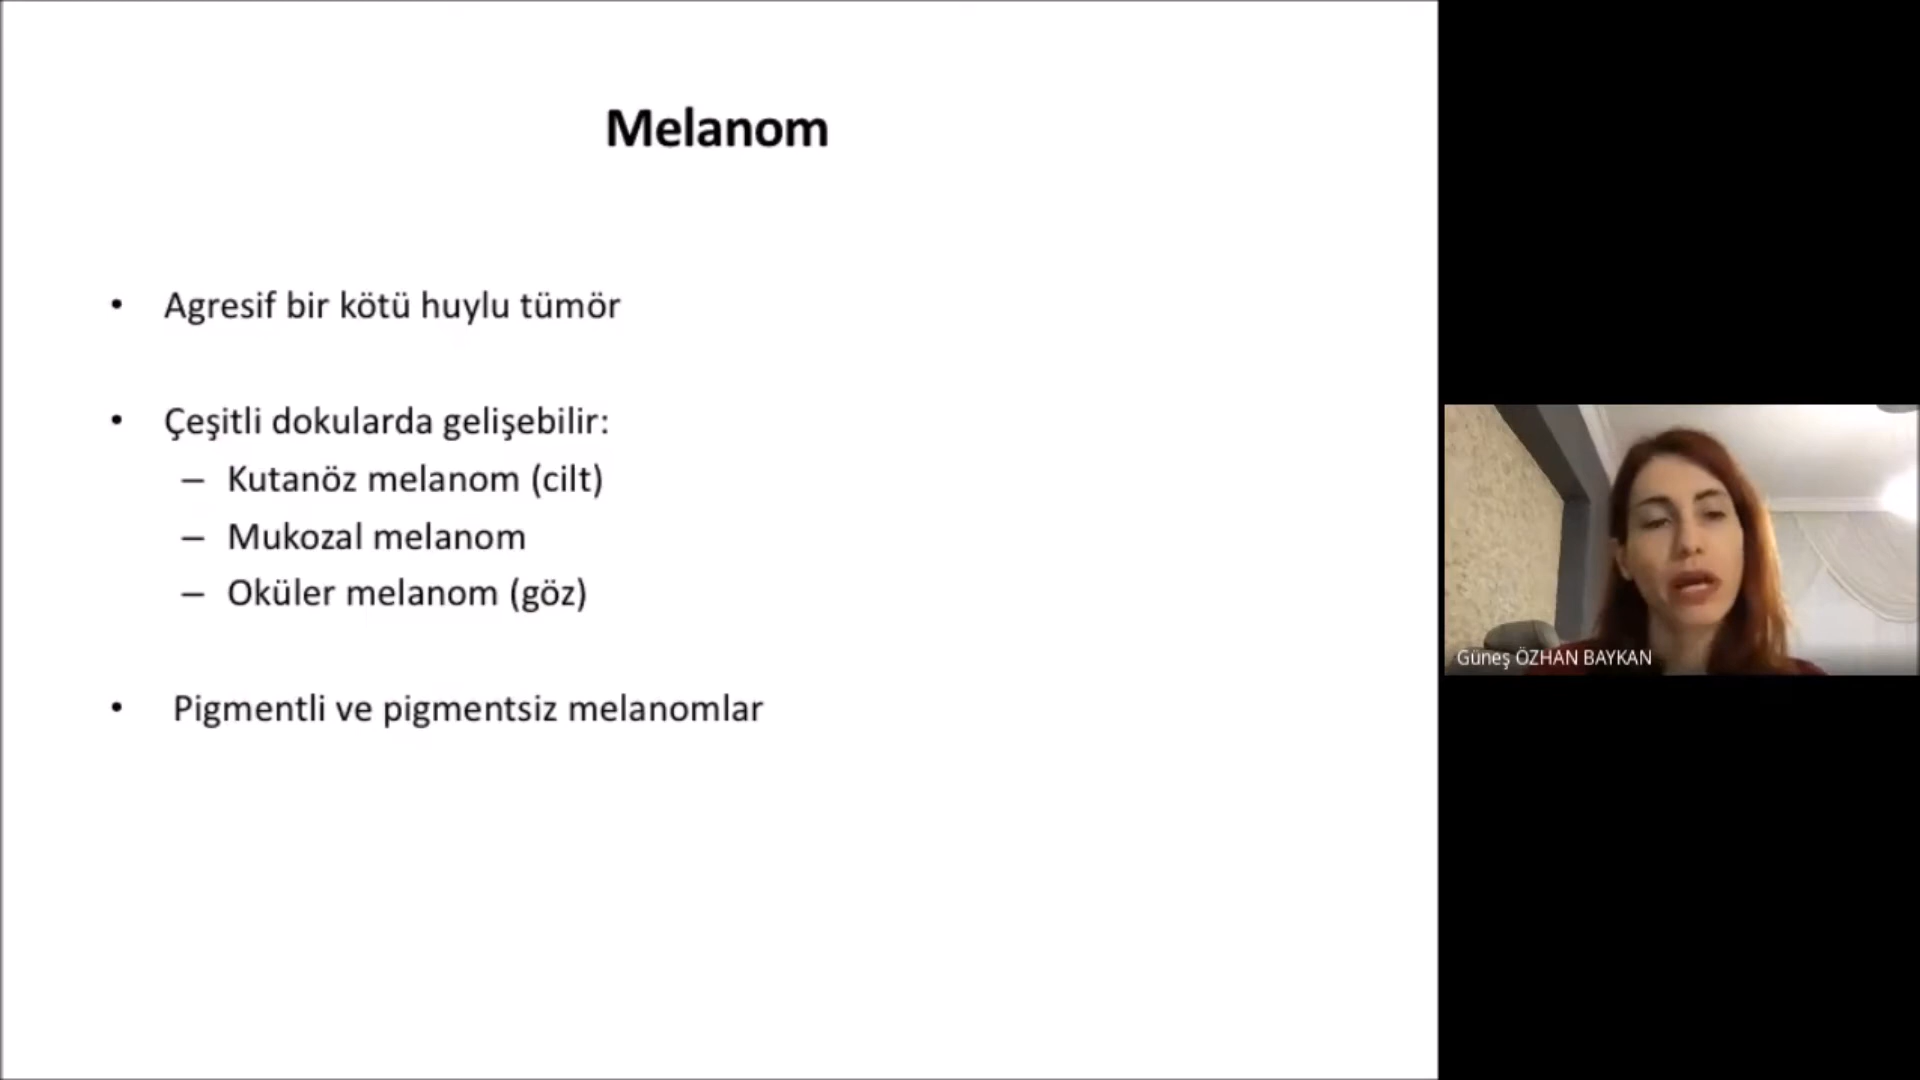 Melanom
• Agresif bir kötü huylu tümör
• Çeşitli dokularda gelişebilir:
– Kutanöz melanom (cilt)
– Mukozal melanom
– Oküler melanom (göz)
• Pigmentli ve pigmentsiz melanomlar
Güneş ÖZHAN BAYKAN